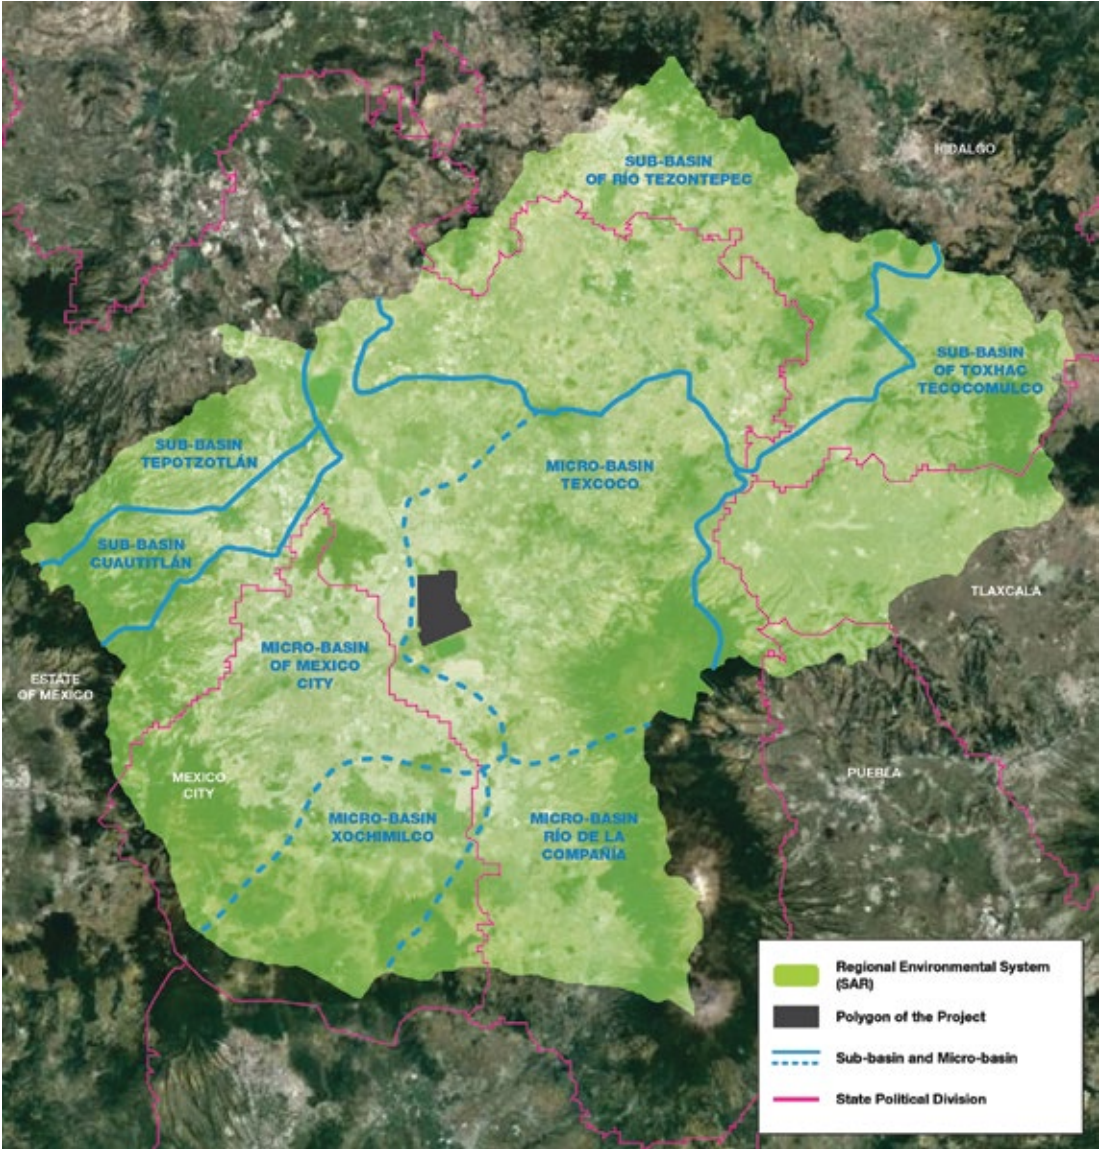 HIDALGO
SUB-BASIN
OF RÍO TEZONTEPEC
SUB-BASIN
OF TOXHAC
TECOCOMULCO
SUB-BASIN
TEPOTZOTLÁN
MICRO-BASIN
TEXCOCO
SUB-BASIN
CUAUTITLÁN
TLAXCALA
MICRO-BASIN
OF MEXICO
CITY
ESTATE
OF MÉXICO
MEXICO
CITY
PUEBLA
MICRO-BASIN
XOCHIMILCO
MICRO-BASIN
RÍO DE LA
COMPAÑÍA
Regional Environmental System
(SAR)
Polygon of the Project
Sub-basin and Micro-basin
State Political Division